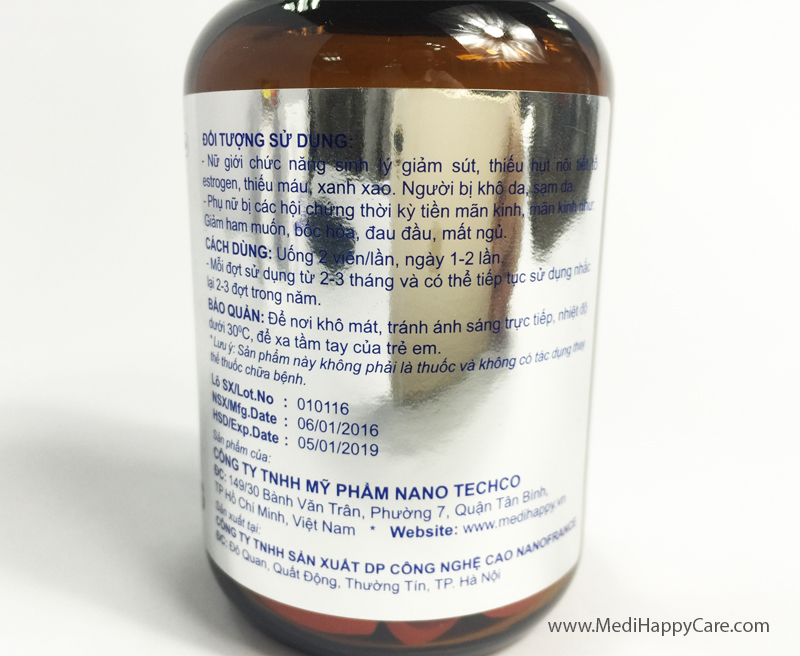 ĐỐI TƯỢNG SỬ DỤNG:
- Nữ giới chức năng sinh lý giảm sút, thiếu hụt nội tiết tố
estrogen, thiếu máu, xanh xao. Người bị khô da, sạm da.
- Phụ nữ bị các hội chứng thời kỳ tiền mãn kinh, mãn kinh như:
Giảm ham muốn, bốc hỏa, đau đầu, mất ngủ.
CÁCH DÙNG: Uống 2 viên/lần, ngày 1-2 lần.
- Mỗi đợt sử dụng từ 2-3 tháng và có thể tiếp tục sử dụng nhắc
lại 2-3 đợt trong năm.
BẢO QUẢN: Để nơi khô mát, tránh ánh sáng trực tiếp, nhiệt độ
dưới 30ºC, để xa tầm tay của trẻ em.
* Lưu ý: Sản phẩm này không phải là thuốc và không có tác dụng thay
thế thuốc chữa bệnh.
Lô SX/Lot.No : 010116
NSX/Mfg.Date : 06/01/2016
HSD/Exp.Date : 05/01/2019
Sản phẩm của:
CÔNG TY TNHH MỸ PHẨM NANO TECHCO
ĐC: 149/30 Bành Văn Trân, Phường 7, Quận Tân Bình,
TP Hồ Chí Minh, Việt Nam * Website: www.medihappy.vn
Sản xuất tại:
CÔNG TY TNHH SẢN XUẤT DP CÔNG NGHỆ CAO NANOFRANCE
ĐC: Đô Quan, Quất Động, Thường Tín, TP. Hà Nội
www.MediHappyCare.com